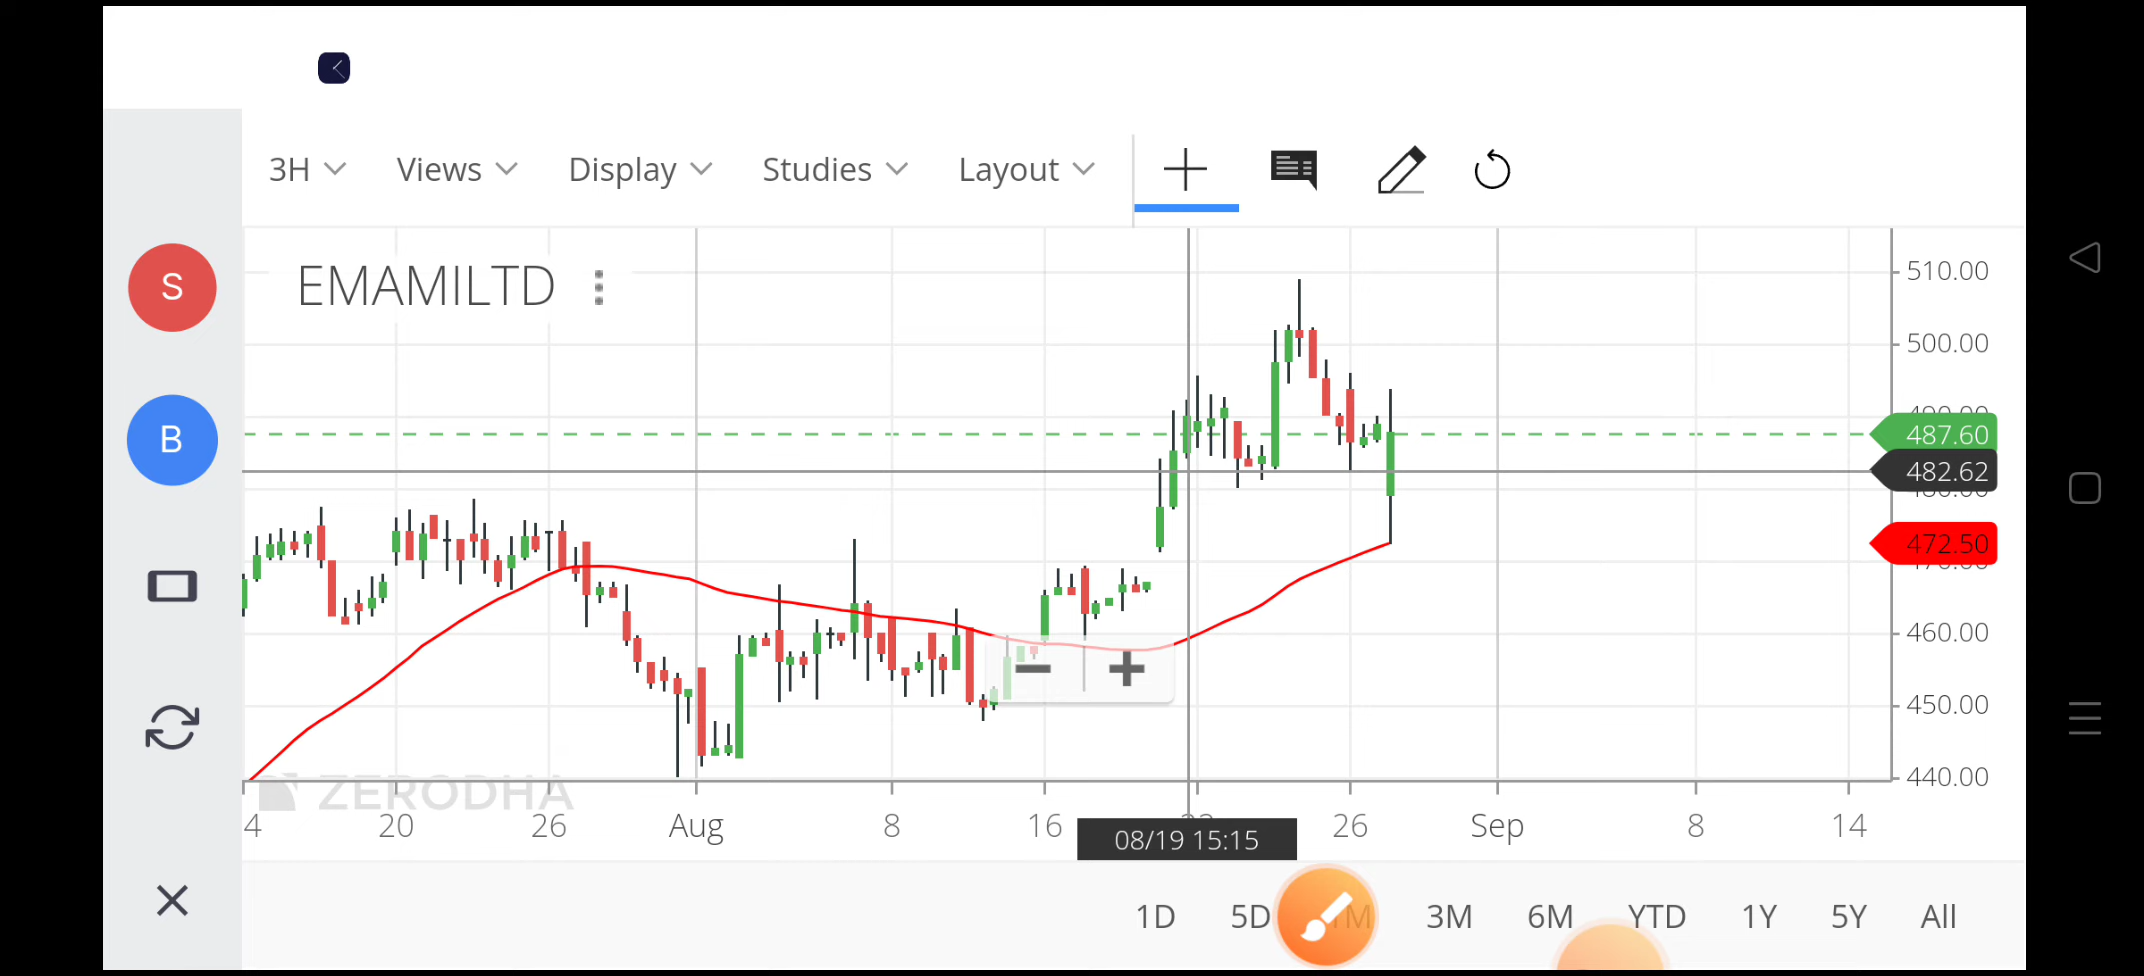 3H Views Display Studies Layout
S
EMAMILTD
B
510.00
500.00
487.60
482.62
472.50
460.00
450.00
440.00
ZERODHA
4 20 26 Aug 8 16 26 Sep 8 14
08/19 15:15
1D 5D 1M 3M 6M YTD 1Y 5Y All